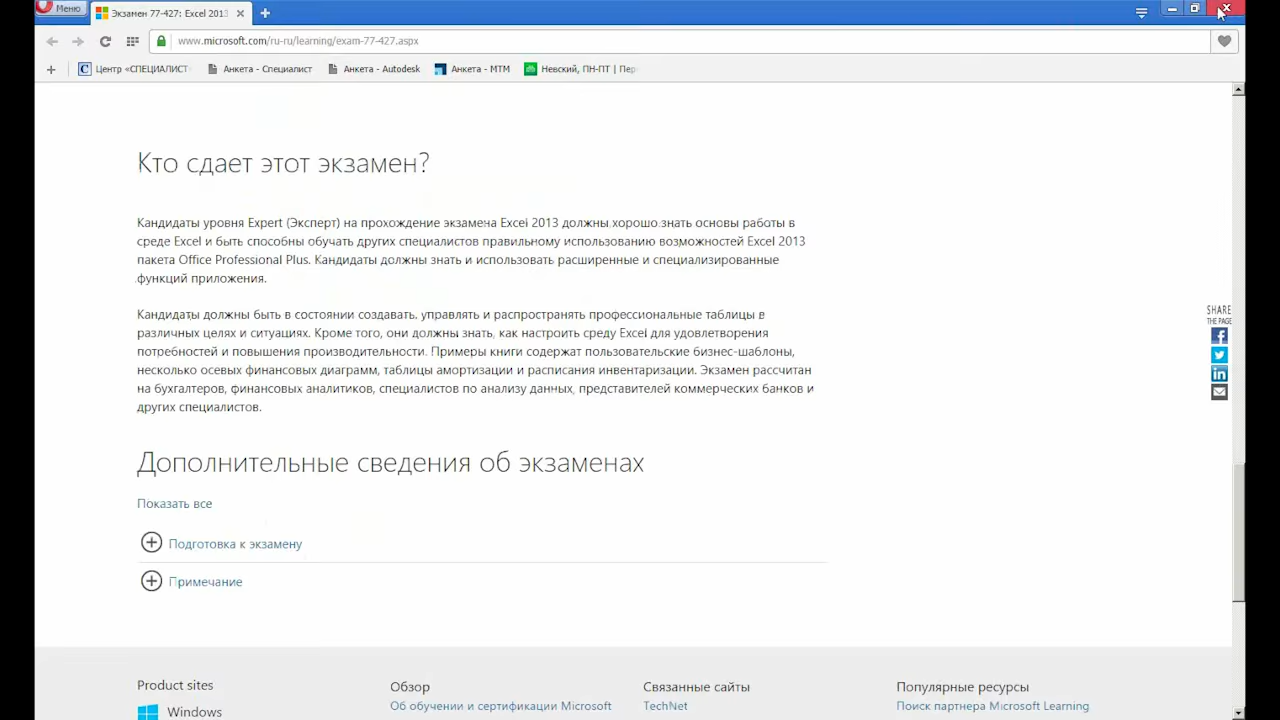 Меню
Экзамен 77-427: Excel 2013
www.microsoft.com/ru-ru/learning/exam-77-427.aspx
Центр «СПЕЦИАЛИСТ
Анкета - Специалист
Анкета - Autodesk
Анкета - МТМ
Невский, ПН-ПТ | Пер
Кто сдает этот экзамен?
Кандидаты уровня Expert (Эксперт) на прохождение экзамена Excel 2013 должны хорошо знать основы работы в
среде Excel и быть способны обучать других специалистов правильному использованию возможностей Excel 2013
пакета Office Professional Plus. Кандидаты должны знать и использовать расширенные и специализированные
функций приложения.
Кандидаты должны быть в состоянии создавать, управлять и распространять профессиональные таблицы в
различных целях и ситуациях. Кроме того, они должны знать, как настроить среду Excel для удовлетворения
потребностей и повышения производительности. Примеры книги содержат пользовательские бизнес-шаблоны,
несколько осевых финансовых диаграмм, таблицы амортизации и расписания инвентаризации. Экзамен рассчитан
на бухгалтеров, финансовых аналитиков, специалистов по анализу данных, представителей коммерческих банков и
других специалистов.
SHARE
THE PAGE
Дополнительные сведения об экзаменах
Показать все
Подготовка к экзамену
Примечание
Product sites
Обзор
Связанные сайты
Популярные ресурсы
Windows
Об обучении и сертификации Microsoft
TechNet
Поиск партнера Microsoft Learning